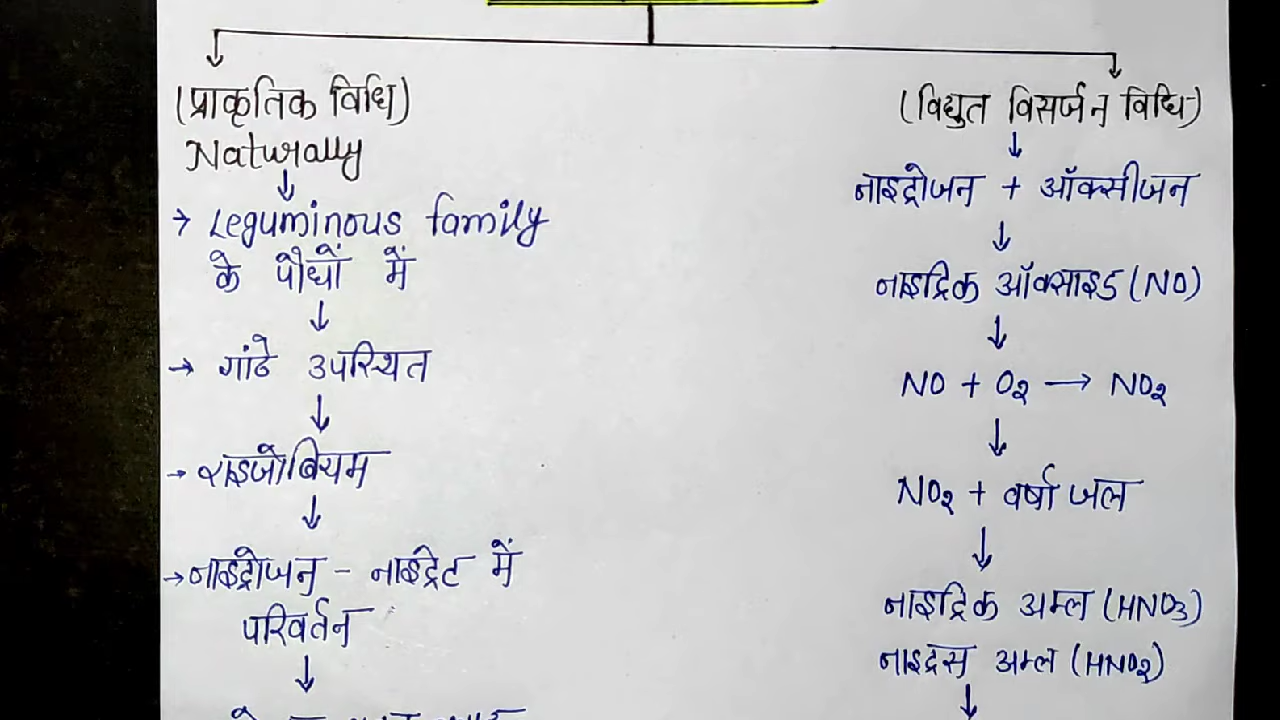 (प्राकृतिक विधि)
Naturally
→ Leguminous family
के पौधों में
→ गांठे उपस्थित
→ राइजोबियम
→ नाइट्रोजन - नाइट्रेट में
परिवर्तन
(विद्युत विसर्जन विधि)
नाइट्रोजन + ऑक्सीजन
नाइट्रिक ऑक्साइड (NO)
NO + O₂ → NO₂
NO₂ + वर्षा जल
नाइट्रिक अम्ल (HNO₃)
नाइट्रस अम्ल (HNO₂)